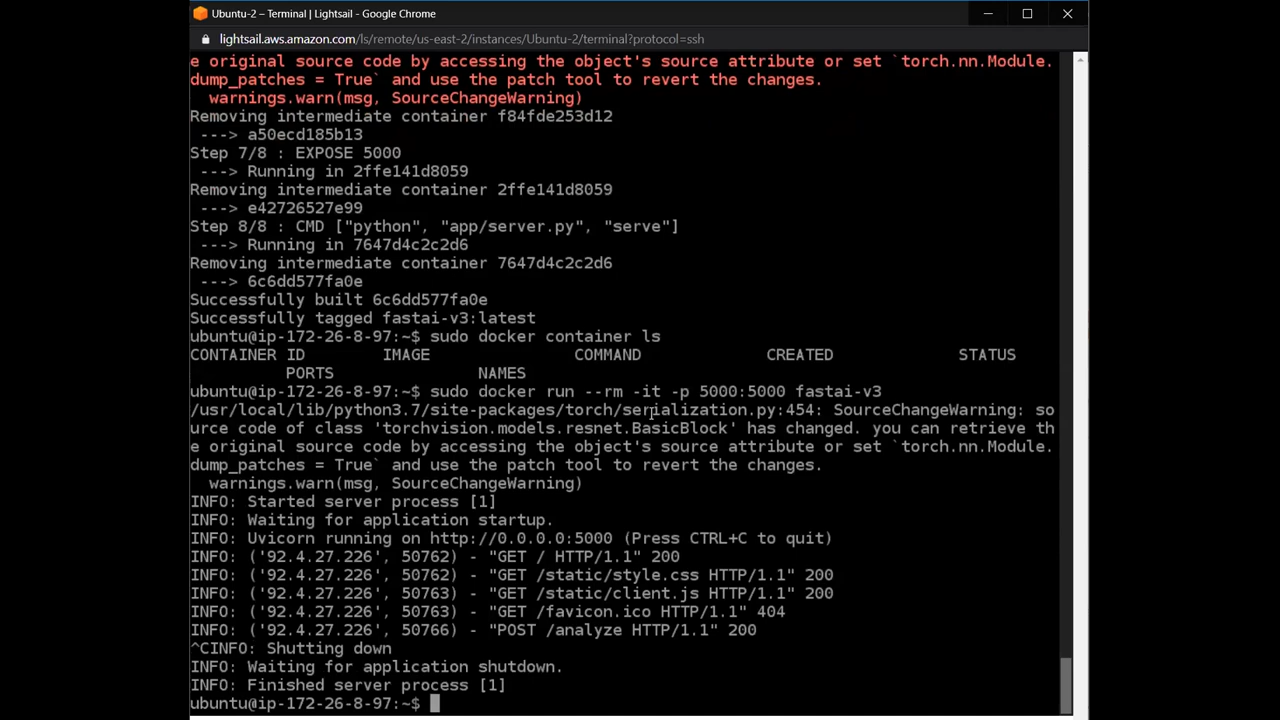 Ubuntu-2 – Terminal | Lightsail - Google Chrome
lightsail.aws.amazon.com/ls/remote/us-east-2/instances/Ubuntu-2/terminal?protocol=ssh
e original source code by accessing the object's source attribute or set `torch.nn.Module.
dump_patches = True` and use the patch tool to revert the changes.
  warnings.warn(msg, SourceChangeWarning)
Removing intermediate container f84fde253d12
 ---> a50ecd185b13
Step 7/8 : EXPOSE 5000
 ---> Running in 2ffe141d8059
Removing intermediate container 2ffe141d8059
 ---> e42726527e99
Step 8/8 : CMD ["python", "app/server.py", "serve"]
 ---> Running in 7647d4c2c2d6
Removing intermediate container 7647d4c2c2d6
 ---> 6c6dd577fa0e
Successfully built 6c6dd577fa0e
Successfully tagged fastai-v3:latest
ubuntu@ip-172-26-8-97:~$ sudo docker container ls
CONTAINER ID        IMAGE               COMMAND             CREATED             STATUS
          PORTS               NAMES
ubuntu@ip-172-26-8-97:~$ sudo docker run --rm -it -p 5000:5000 fastai-v3
/usr/local/lib/python3.7/site-packages/torch/serialization.py:454: SourceChangeWarning: so
urce code of class 'torchvision.models.resnet.BasicBlock' has changed. you can retrieve th
e original source code by accessing the object's source attribute or set `torch.nn.Module.
dump_patches = True` and use the patch tool to revert the changes.
  warnings.warn(msg, SourceChangeWarning)
INFO: Started server process [1]
INFO: Waiting for application startup.
INFO: Uvicorn running on http://0.0.0.0:5000 (Press CTRL+C to quit)
INFO: ('92.4.27.226', 50762) - "GET / HTTP/1.1" 200
INFO: ('92.4.27.226', 50762) - "GET /static/style.css HTTP/1.1" 200
INFO: ('92.4.27.226', 50763) - "GET /static/client.js HTTP/1.1" 200
INFO: ('92.4.27.226', 50763) - "GET /favicon.ico HTTP/1.1" 404
INFO: ('92.4.27.226', 50766) - "POST /analyze HTTP/1.1" 200
^CINFO: Shutting down
INFO: Waiting for application shutdown.
INFO: Finished server process [1]
ubuntu@ip-172-26-8-97:~$